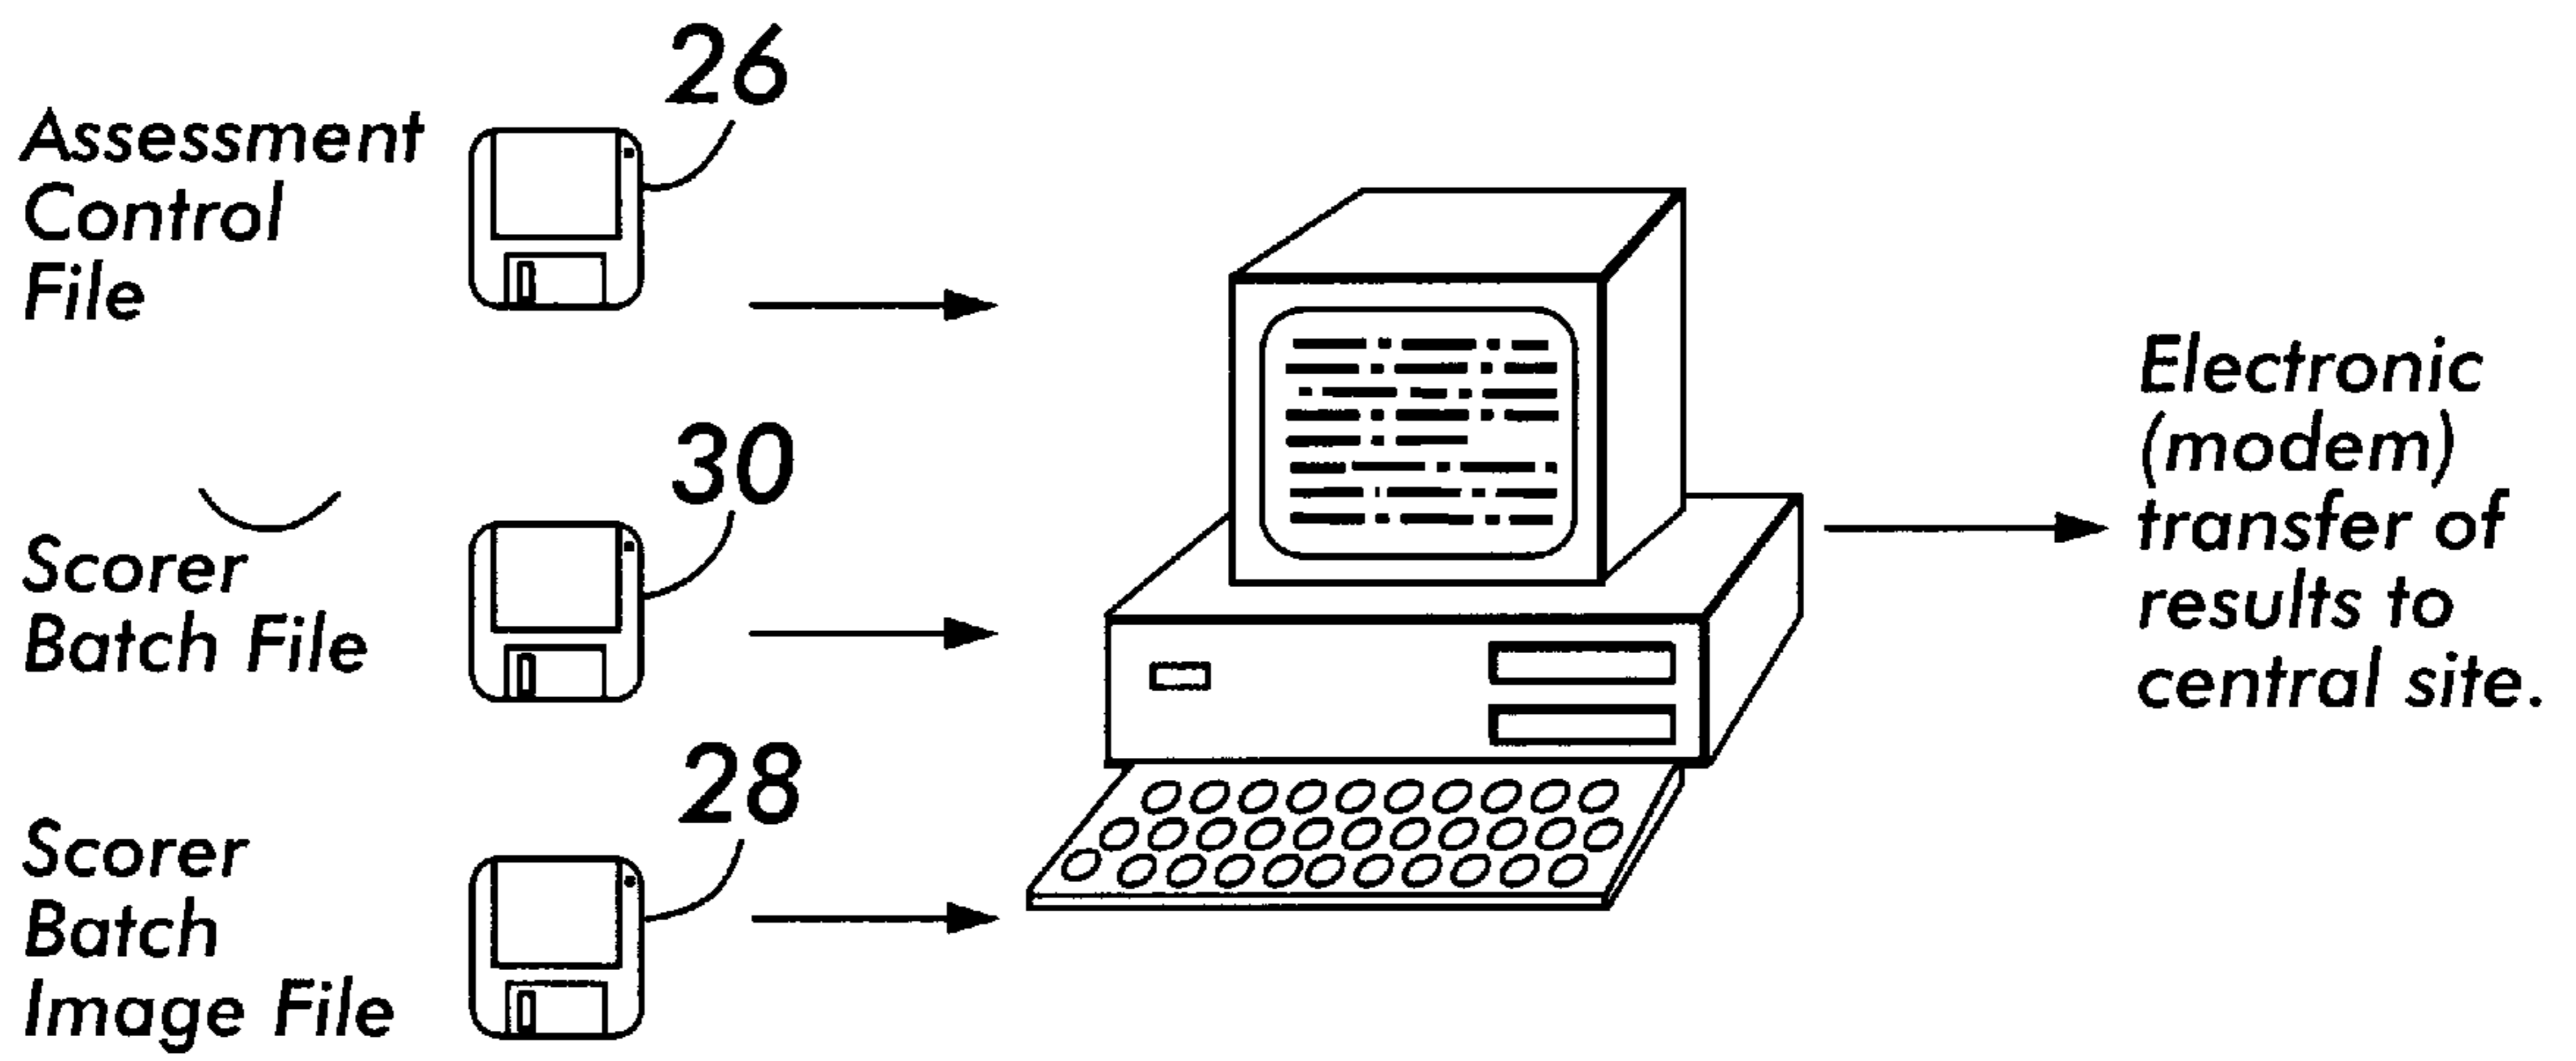 26
Assessment
Control
File
30
Scorer
Batch File
28
Scorer
Batch
Image File
Electronic
(modem)
transfer of
results to
central site.